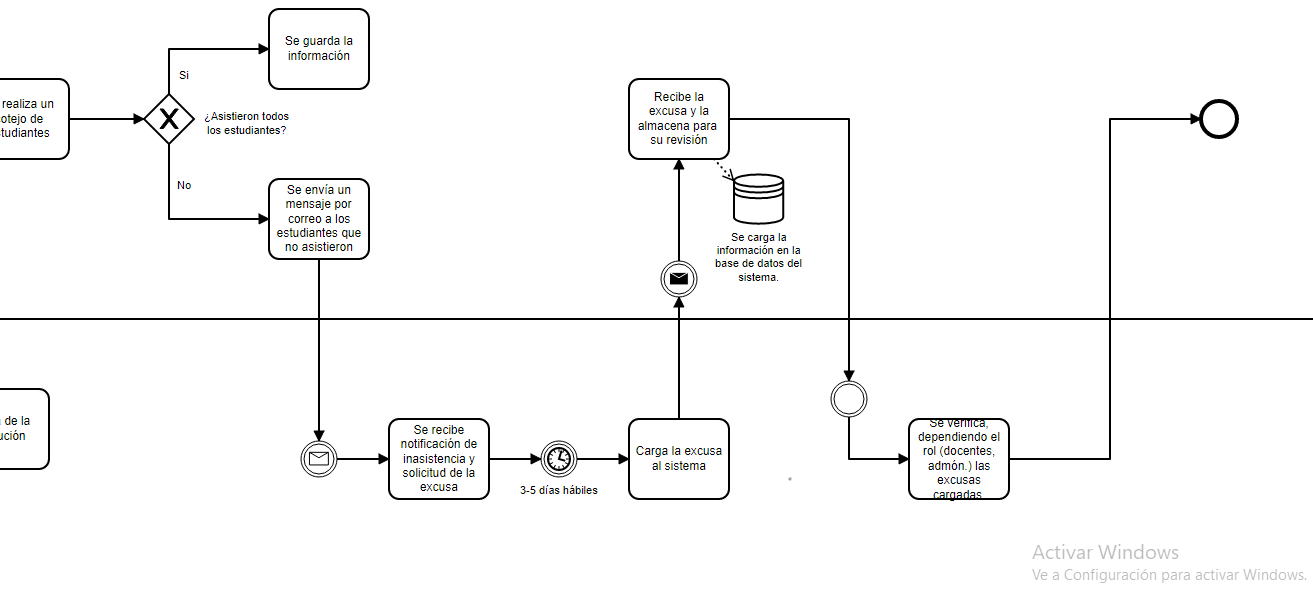 Se guarda la
información
Si
realiza un
otejo de
tudiantes
¿Asistieron todos
los estudiantes?
No
Se envía un
mensaje por
correo a los
estudiantes que
no asistieron
Recibe la
excusa y la
almacena para
su revisión
Se carga la
información en la
base de datos del
sistema.
de la
ución
Se recibe
notificación de
inasistencia y
solicitud de la
excusa
3-5 días hábiles
Carga la excusa
al sistema
Se verifica,
dependiendo el
rol (docentes,
admón.) las
excusas
cargadas
Activar Windows
Ve a Configuración para activar Windows.